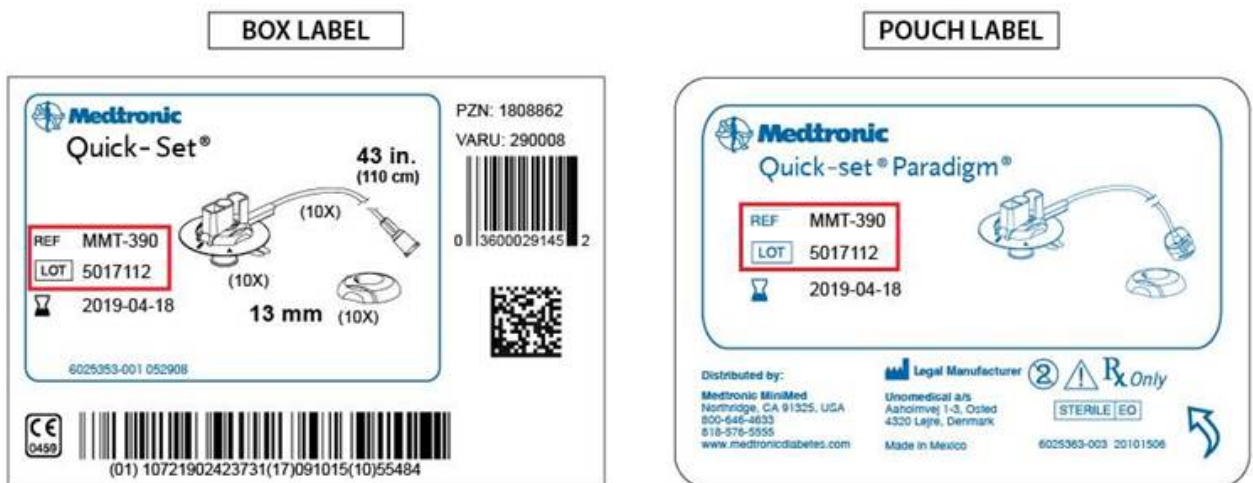 BOX LABEL
Medtronic
Quick-Set®
43 in.
(110 cm)
(10X)
REF MMT-390
LOT 5017112
(10X)
2019-04-18
13 mm (10X)
6025353-001 052908
PZN: 1808862
VARU: 290008
0 3600029145 2
CE
0459
(01) 10721902423731(17)091015(10)55484
POUCH LABEL
Medtronic
Quick-set® Paradigm®
REF MMT-390
LOT 5017112
2019-04-18
Distributed by:
Medtronic MiniMed
Northridge, CA 91325, USA
800-646-4633
818-576-5555
www.medtronicdiabetes.com
Legal Manufacturer
Unomedical a/s
Aaholmvej 1-3, Osted
4320 Lejre, Denmark
Made in Mexico
2
Rx Only
STERILE EO
6025363-003 20101506